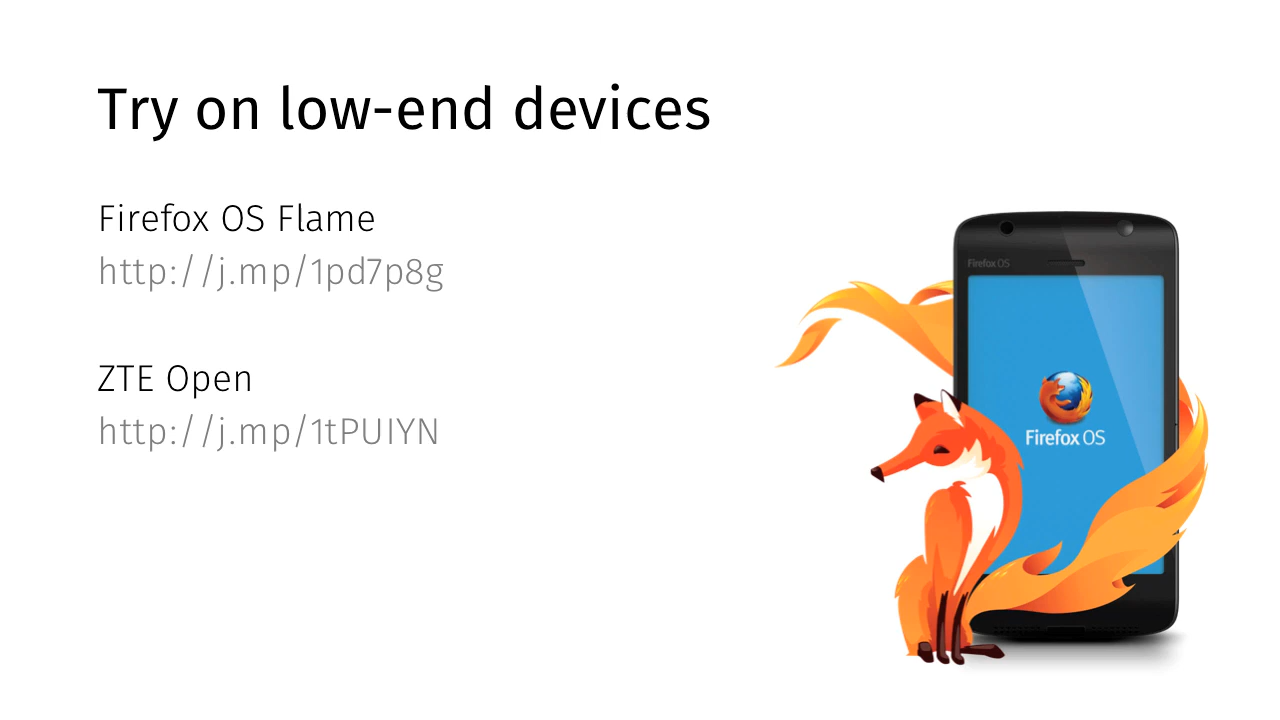 Try on low-end devices
Firefox OS Flame
http://j.mp/1pd7p8g
ZTE Open
http://j.mp/1tPUIYN
Firefox OS
Firefox OS